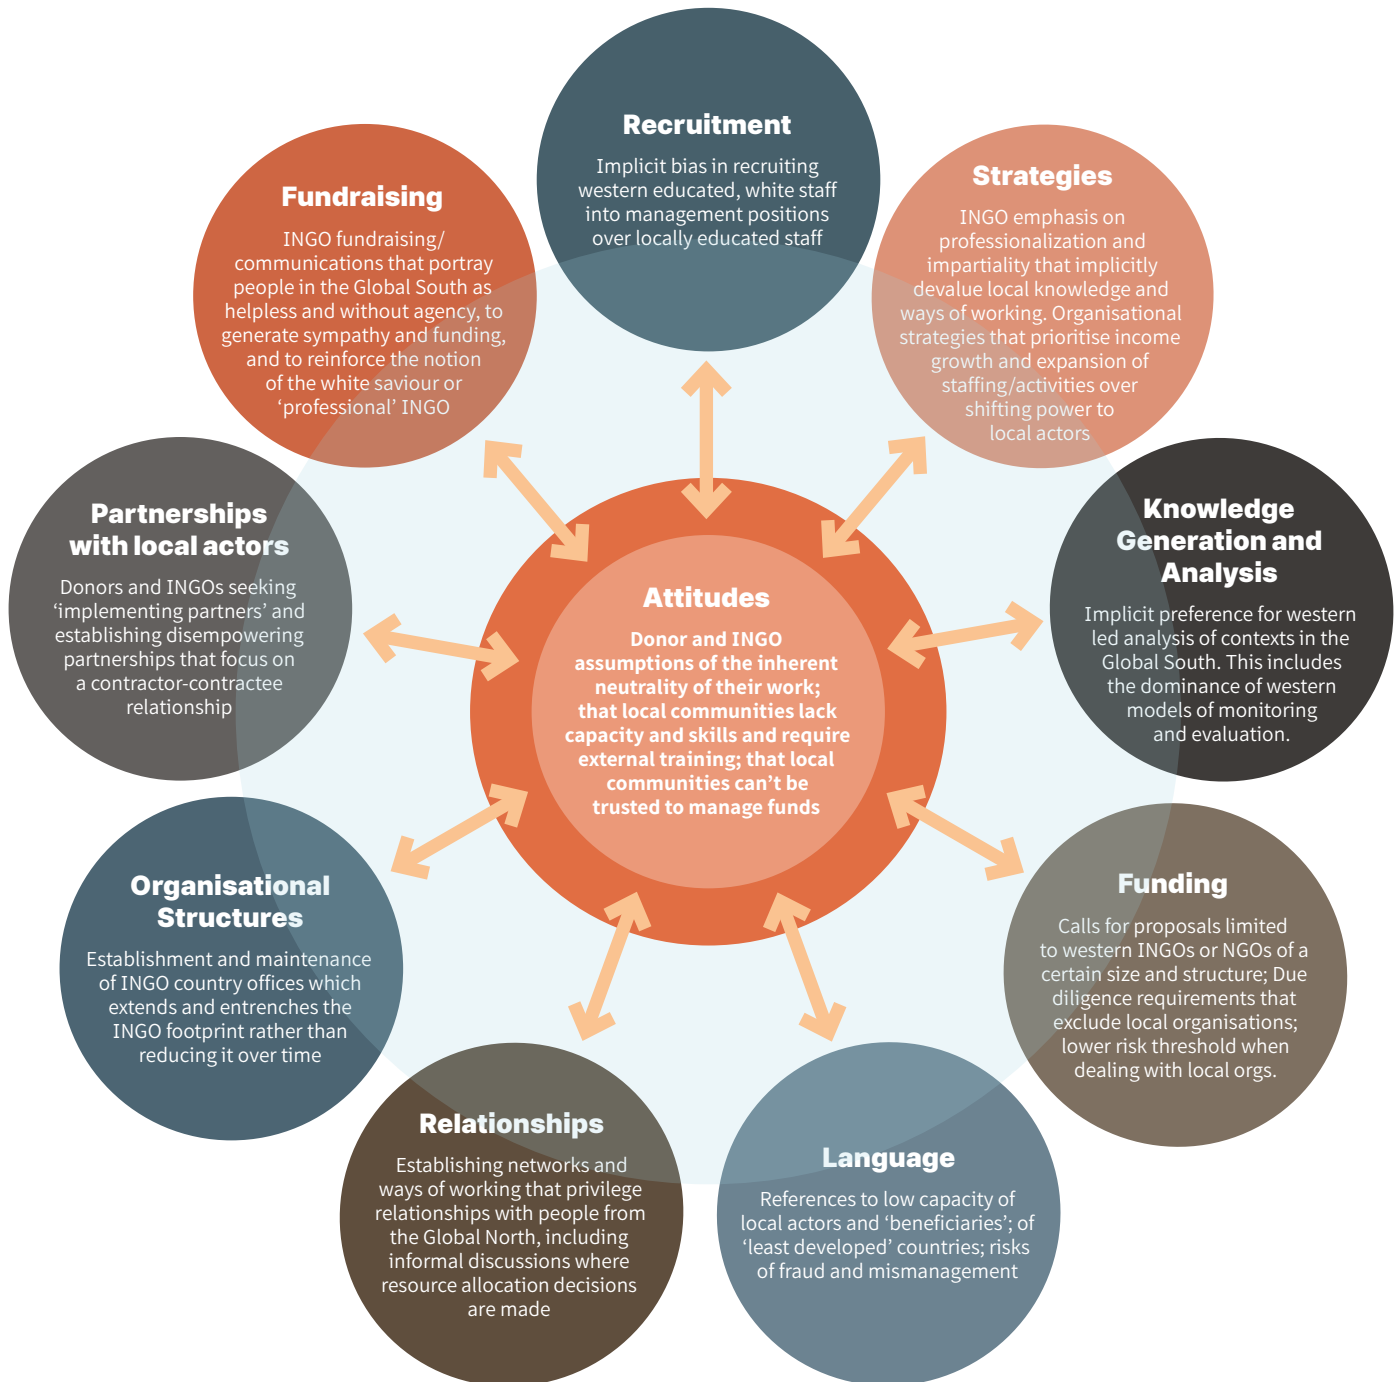 Recruitment
Implicit bias in recruiting
western educated, white staff
into management positions
over locally educated staff
Strategies
INGO emphasis on
professionalization and
impartiality that implicitly
devalue local knowledge and
ways of working. Organisational
strategies that prioritise income
growth and expansion of
staffing/activities over
shifting power to
local actors
Knowledge
Generation and
Analysis
Implicit preference for western
led analysis of contexts in the
Global South. This includes
the dominance of western
models of monitoring
and evaluation.
Funding
Calls for proposals limited
to western INGOs or NGOs of a
certain size and structure; Due
diligence requirements that
exclude local organisations;
lower risk threshold when
dealing with local orgs.
Language
References to low capacity of
local actors and ‘beneficiaries’; of
‘least developed’ countries; risks
of fraud and mismanagement
Relationships
Establishing networks and
ways of working that privilege
relationships with people from
the Global North, including
informal discussions where
resource allocation decisions
are made
Organisational
Structures
Establishment and maintenance
of INGO country offices which
extends and entrenches the
INGO footprint rather than
reducing it over time
Partnerships
with local actors
Donors and INGOs seeking
‘implementing partners’ and
establishing disempowering
partnerships that focus on
a contractor-contractee
relationship
Fundraising
INGO fundraising/
communications that portray
people in the Global South as
helpless and without agency, to
generate sympathy and funding,
and to reinforce the notion
of the white saviour or
‘professional’ INGO
Attitudes
Donor and INGO
assumptions of the inherent
neutrality of their work;
that local communities lack
capacity and skills and require
external training; that local
communities can’t be
trusted to manage funds